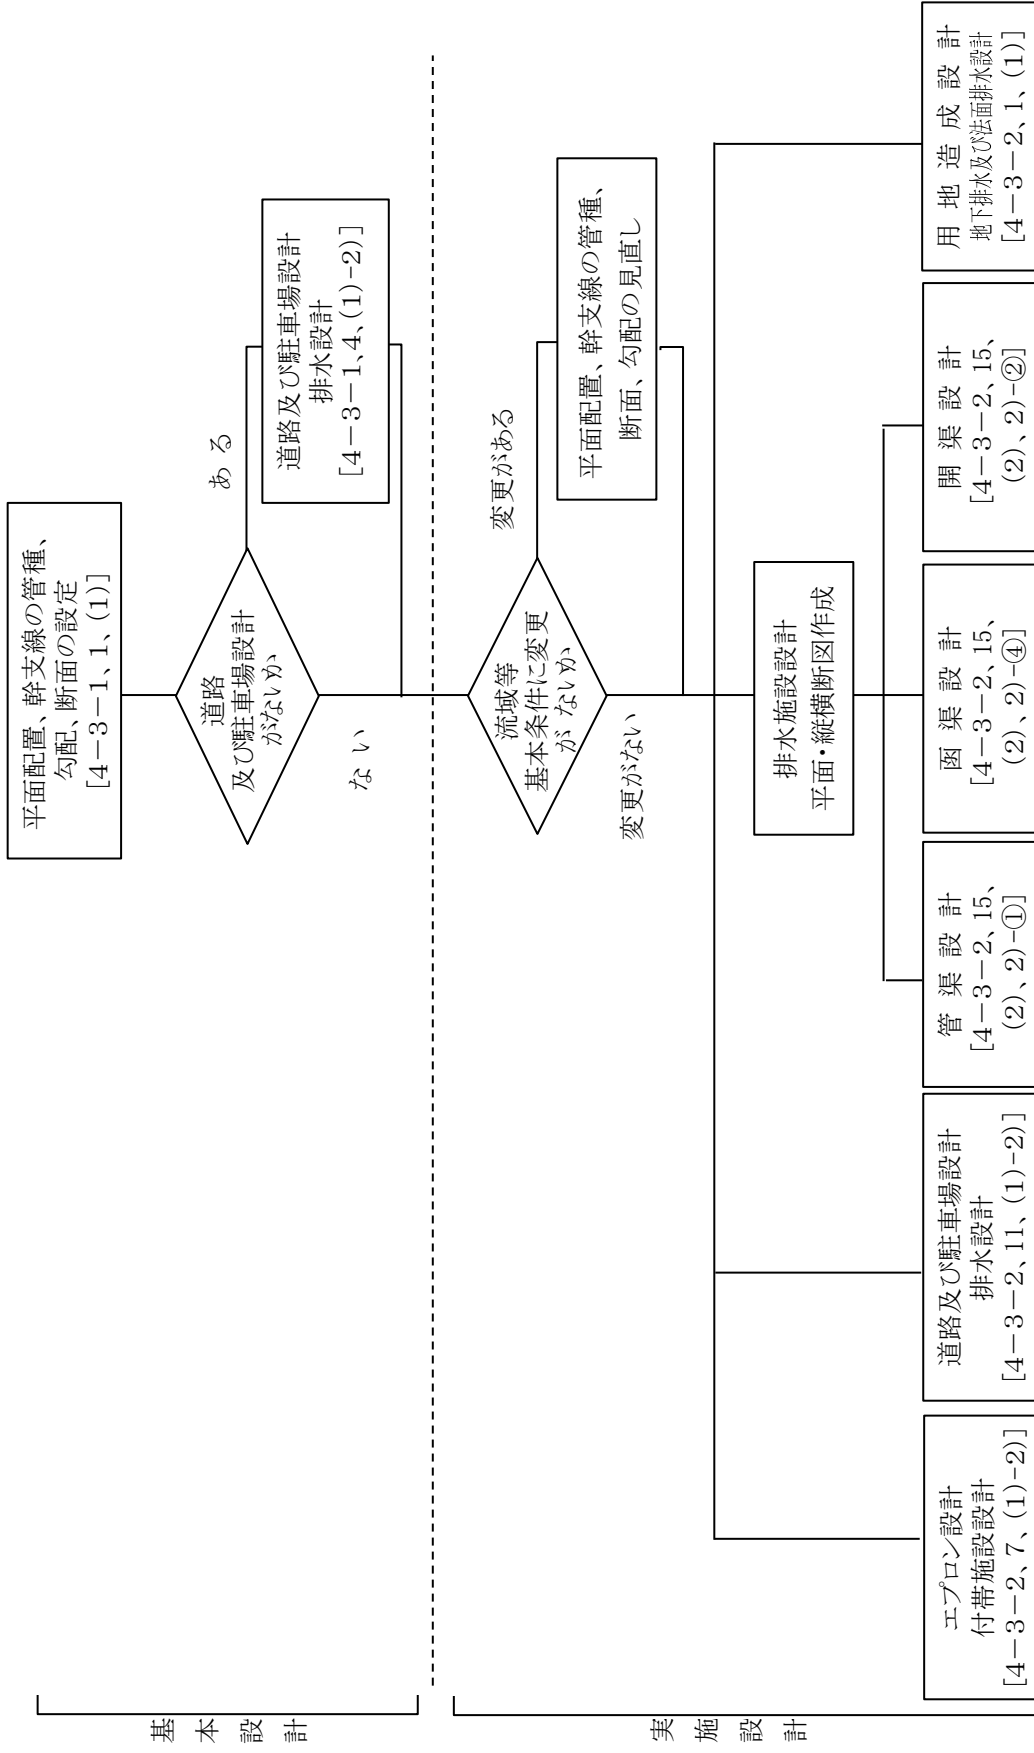 基本設計
平面配置、幹支線の管種、
勾配、断面の設定
[4－3－1、1、(1)]
道路
及び駐車場設計
がないか
ある
道路及び駐車場設計
排水設計
[4－3－1、4、(1)-2)]
ない
実施設計
流域等
基本条件に変更
がないか
変更がある
平面配置、幹支線の管種、
断面、勾配の見直し
変更がない
排水施設設計
平面・縦横断図作成
エプロン設計
付帯施設設計
[4－3－2、7、(1)-2)]
道路及び駐車場設計
排水設計
[4－3－2、11、(1)-2)]
管渠設計
[4－3－2、15、
(2)、2)-①]
函渠設計
[4－3－2、15、
(2)、2)-④]
開渠設計
[4－3－2、15、
(2)、2)-②]
用地造成設計
地下排水及び法面排水設計
[4－3－2、1、(1)]